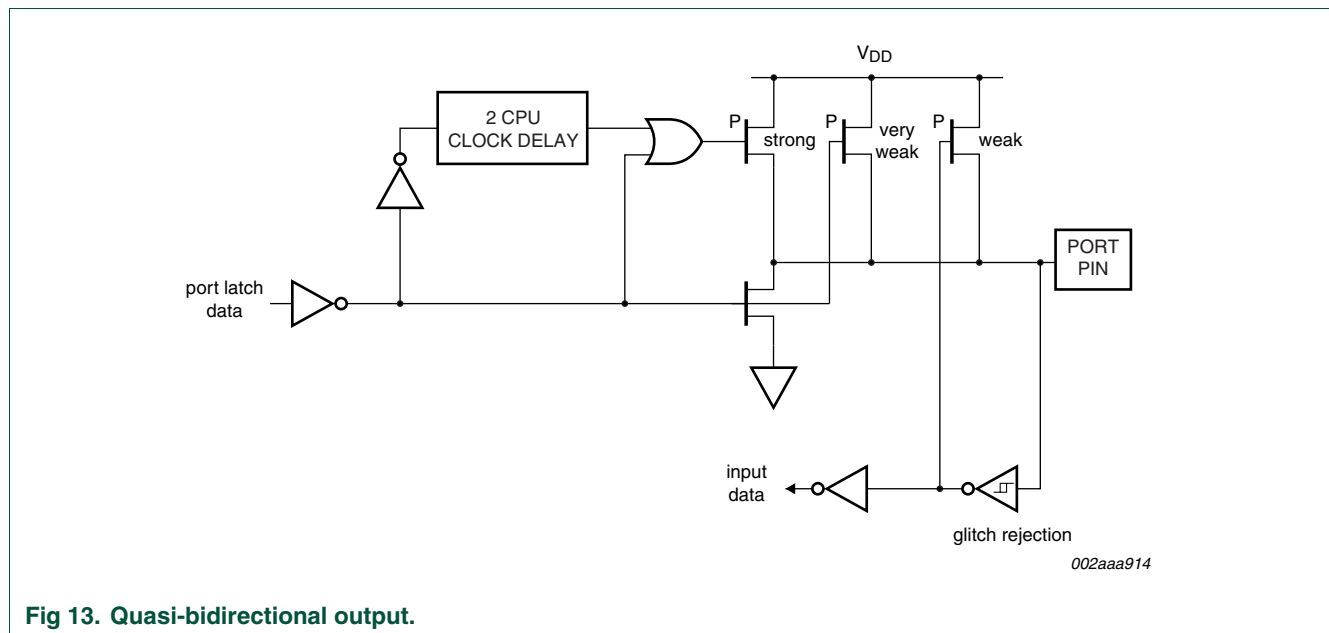 VDD
2 CPU
CLOCK DELAY
P
strong
P
very
weak
P
weak
PORT
PIN
port latch
data
input
data
glitch rejection
002aaa914
Fig 13. Quasi-bidirectional output.